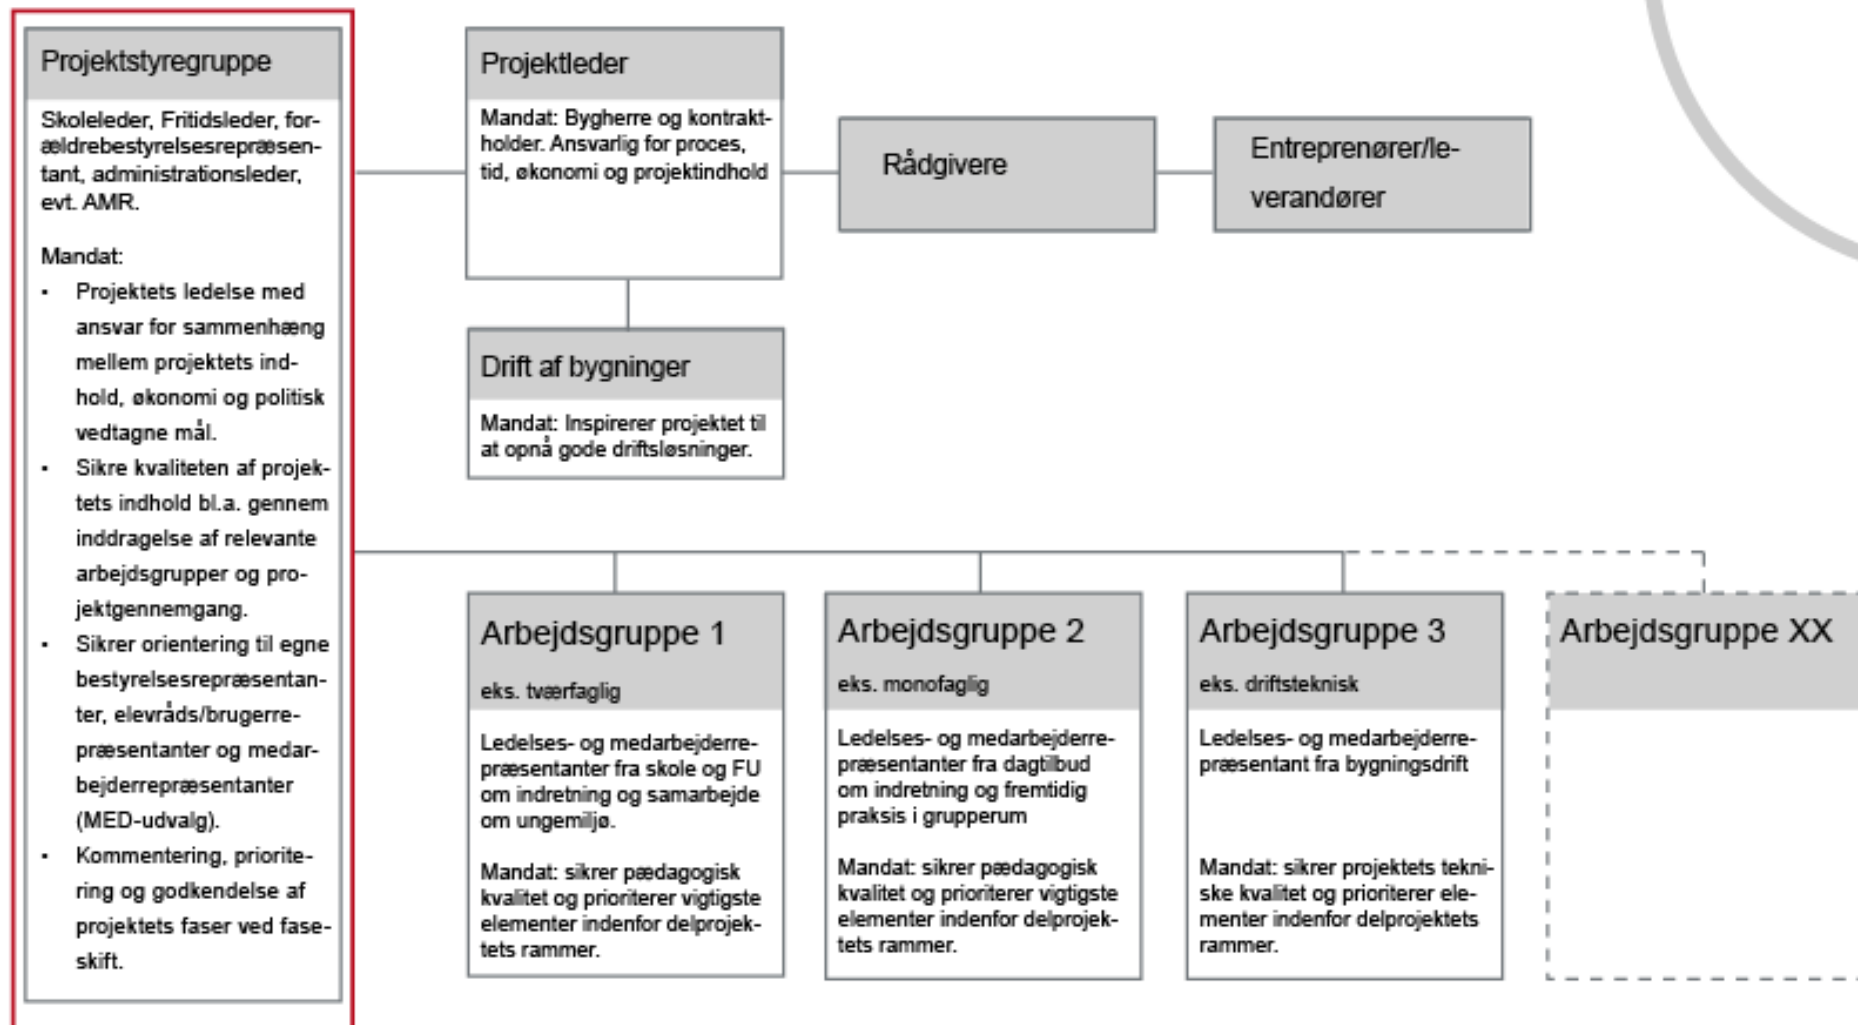 Projektstyregruppe
Skoleleder, Fritidsleder, for-
ældrebestyrelsesrepræsen-
tant, administrationsleder,
evt. AMR.
Mandat:
• Projektets ledelse med
ansvar for sammenhæng
mellem projektets ind-
hold, økonomi og politisk
vedtagne mål.
• Sikre kvaliteten af projek-
tets indhold bl.a. gennem
inddragelse af relevante
arbejdsgrupper og pro-
jektgennemgang.
• Sikrer orientering til egne
bestyrelsesrepræsentan-
ter, elevråds/brugerre-
præsentanter og medar-
bejderrepræsentanter
(MED-udvalg).
• Kommentering, priorite-
ring og godkendelse af
projektets faser ved fase-
skift.
Projektleder
Mandat: Bygherre og kontrakt-
holder. Ansvarlig for proces,
tid, økonomi og projektindhold
Rådgivere
Entreprenører/le-
verandører
Drift af bygninger
Mandat: Inspirerer projektet til
at opnå gode driftsløsninger.
Arbejdsgruppe 1
eks. tværfaglig
Ledelses- og medarbejderre-
præsentanter fra skole og FU
om indretning og samarbejde
om ungemiljø.
Mandat: sikrer pædagogisk
kvalitet og prioriterer vigtigste
elementer indenfor delprojek-
tets rammer.
Arbejdsgruppe 2
eks. monofaglig
Ledelses- og medarbejderre-
præsentanter fra dagtilbud
om indretning og fremtidig
praksis i grupperum
Mandat: sikrer pædagogisk
kvalitet og prioriterer vigtigste
elementer indenfor delprojek-
tets rammer.
Arbejdsgruppe 3
eks. driftsteknisk
Ledelses- og medarbejderre-
præsentant fra bygningsdrift
Mandat: sikrer projektets tekni-
ske kvalitet og prioriterer ele-
menter indenfor delprojektets
rammer.
Arbejdsgruppe XX